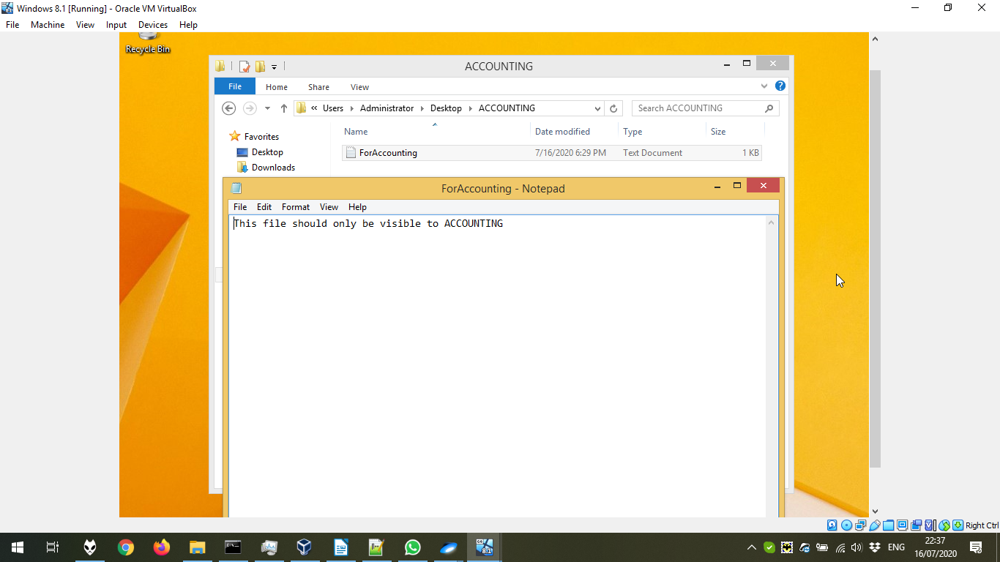 Windows 8.1 [Running] - Oracle VM VirtualBox
File Machine View Input Devices Help
Recycle Bin
ACCOUNTING
File Home Share View
« Users Administrator Desktop ACCOUNTING
Search ACCOUNTING
Name Date modified Type Size
Favorites
Desktop
Downloads
ForAccounting 7/16/2020 6:29 PM Text Document 1 KB
ForAccounting - Notepad
File Edit Format View Help
This file should only be visible to ACCOUNTING
Right Ctrl
ENG
22:37
16/07/2020